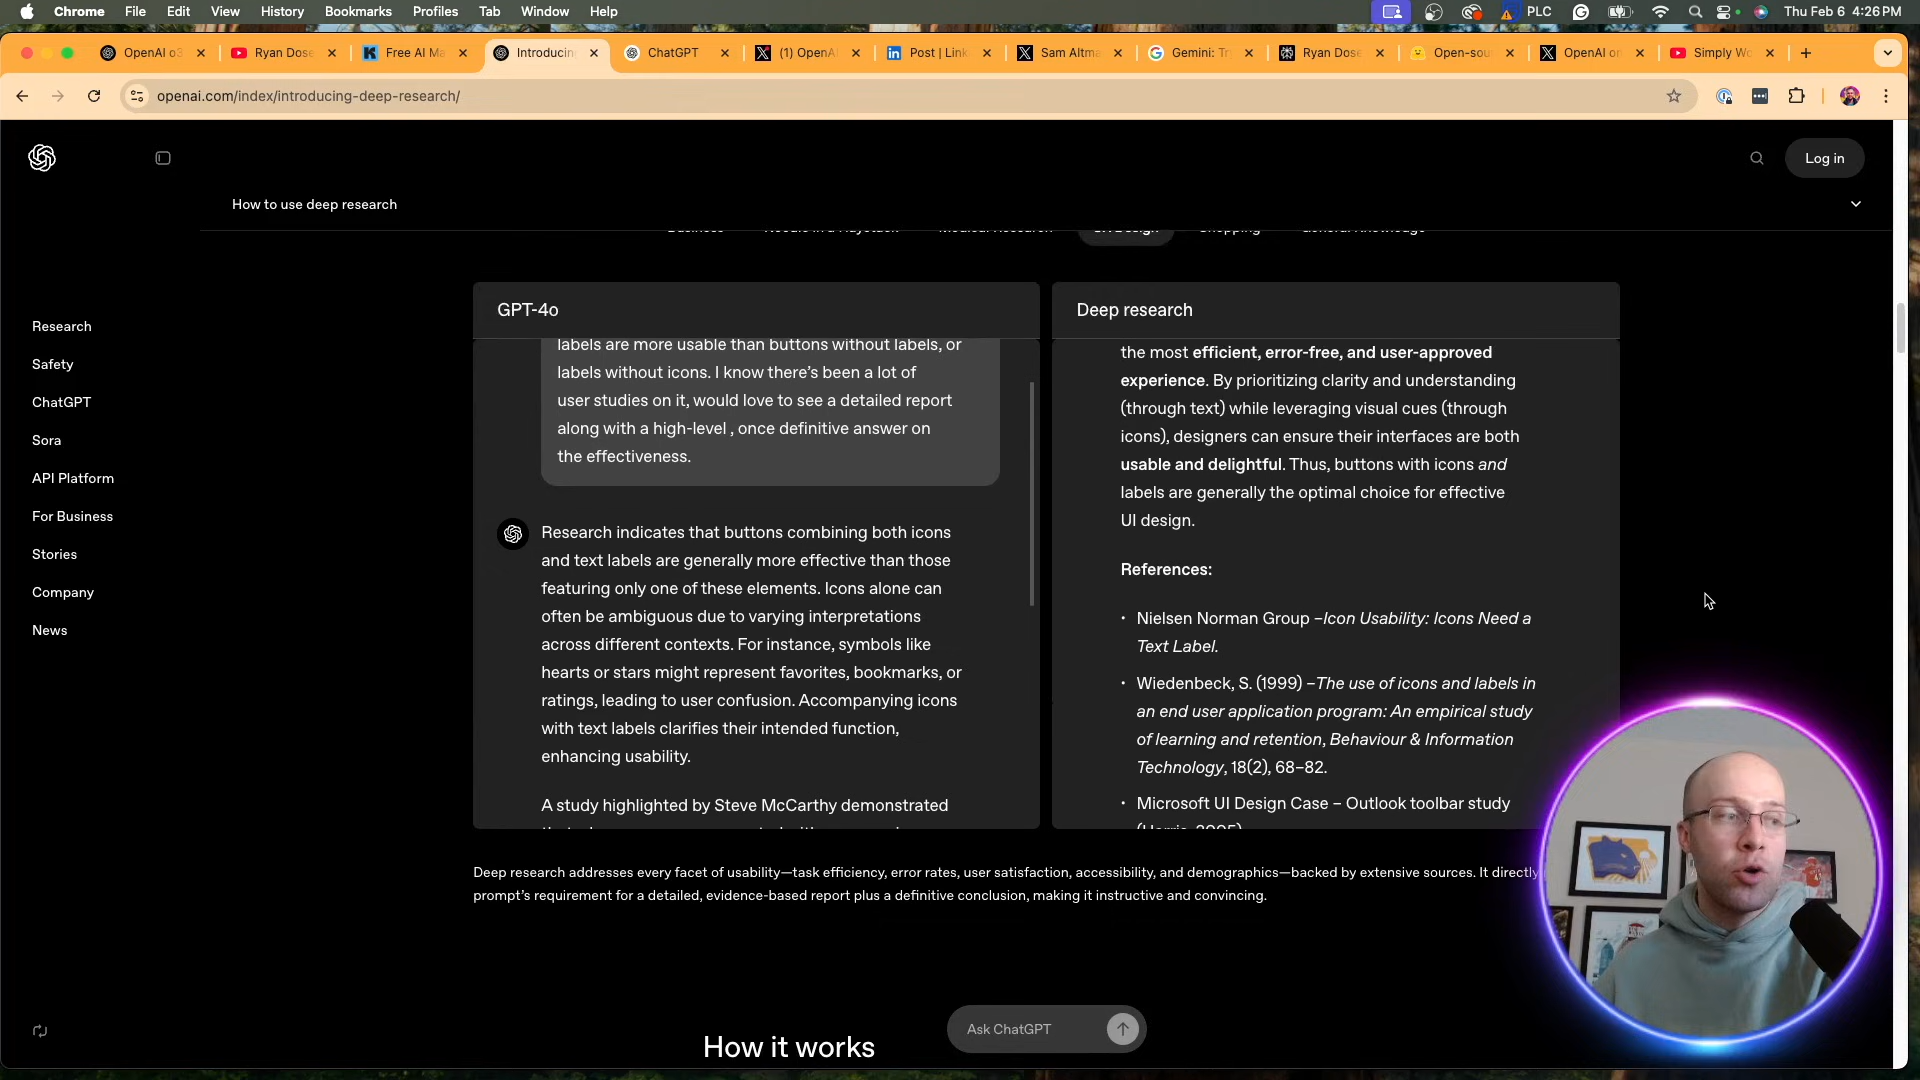 Chrome File Edit View History Bookmarks Profiles Tab Window Help PLC Thu Feb 6 4:26 PM
OpenAI o3 Ryan Dose Free AI Ma Introducin ChatGPT (1) OpenA Post | Link Sam Altma Gemini: Tr Ryan Dose Open-sou OpenAI on Simply Wo
openai.com/index/introducing-deep-research/
Log in
How to use deep research
Business Needle in a Haystack Medical Research UX Design Shopping General Knowledge
Research
Safety
ChatGPT
Sora
API Platform
For Business
Stories
Company
News
GPT-4o
labels are more usable than buttons without labels, or
labels without icons. I know there’s been a lot of
user studies on it, would love to see a detailed report
along with a high-level , once definitive answer on
the effectiveness.
Research indicates that buttons combining both icons
and text labels are generally more effective than those
featuring only one of these elements. Icons alone can
often be ambiguous due to varying interpretations
across different contexts. For instance, symbols like
hearts or stars might represent favorites, bookmarks, or
ratings, leading to user confusion. Accompanying icons
with text labels clarifies their intended function,
enhancing usability.
A study highlighted by Steve McCarthy demonstrated
Deep research
the most efficient, error-free, and user-approved
experience. By prioritizing clarity and understanding
(through text) while leveraging visual cues (through
icons), designers can ensure their interfaces are both
usable and delightful. Thus, buttons with icons and
labels are generally the optimal choice for effective
UI design.
References:
• Nielsen Norman Group –Icon Usability: Icons Need a
Text Label.
• Wiedenbeck, S. (1999) –The use of icons and labels in
an end user application program: An empirical study
of learning and retention, Behaviour & Information
Technology, 18(2), 68–82.
• Microsoft UI Design Case – Outlook toolbar study
(Harris, 2005)
Deep research addresses every facet of usability—task efficiency, error rates, user satisfaction, accessibility, and demographics—backed by extensive sources. It directly
prompt’s requirement for a detailed, evidence-based report plus a definitive conclusion, making it instructive and convincing.
Ask ChatGPT
How it works